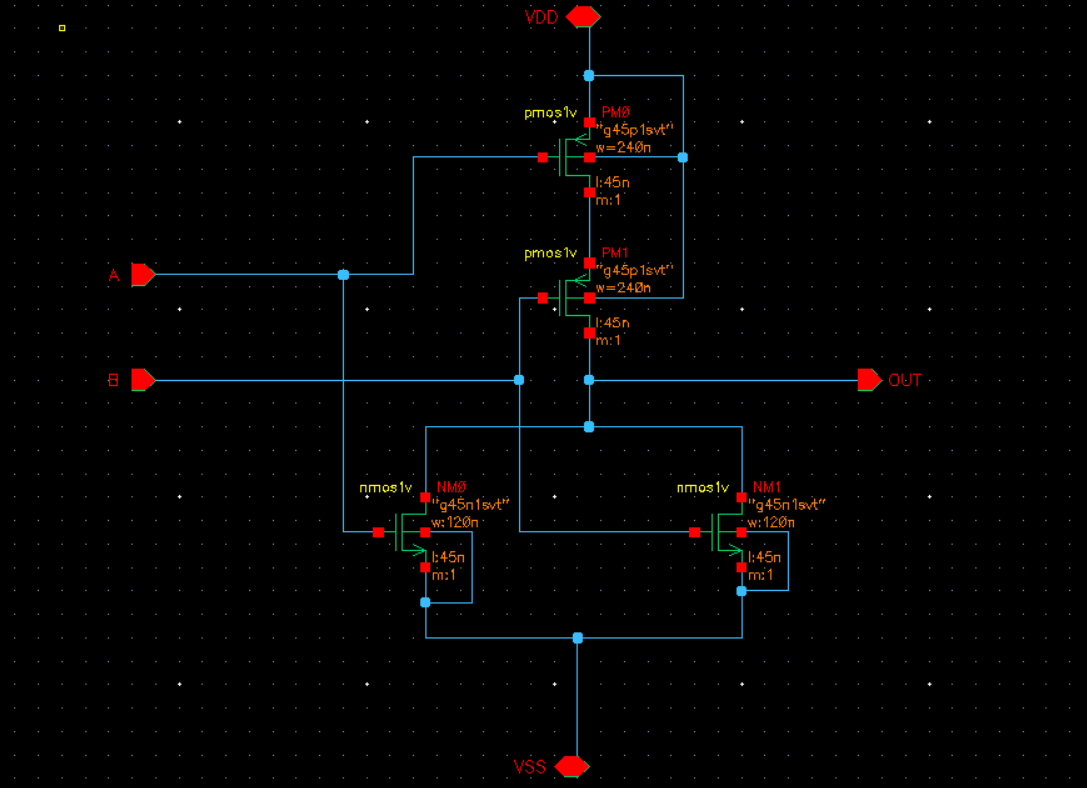 VDD
pmos1v PM0
"g45p1svt"
w=240n
l:45n
m:1
pmos1v PM1
"g45p1svt"
w=240n
l:45n
m:1
A
B
OUT
nmos1v NM0
"g45n1svt"
w:120n
l:45n
m:1
nmos1v NM1
"g45n1svt"
w:120n
l:45n
m:1
VSS